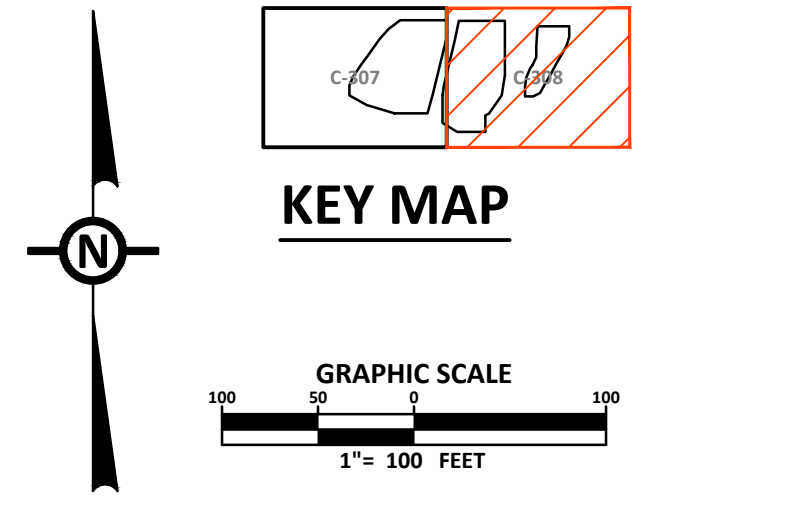 C-307
C-308
KEY MAP
N
GRAPHIC SCALE
100 50 0 100
1"= 100 FEET